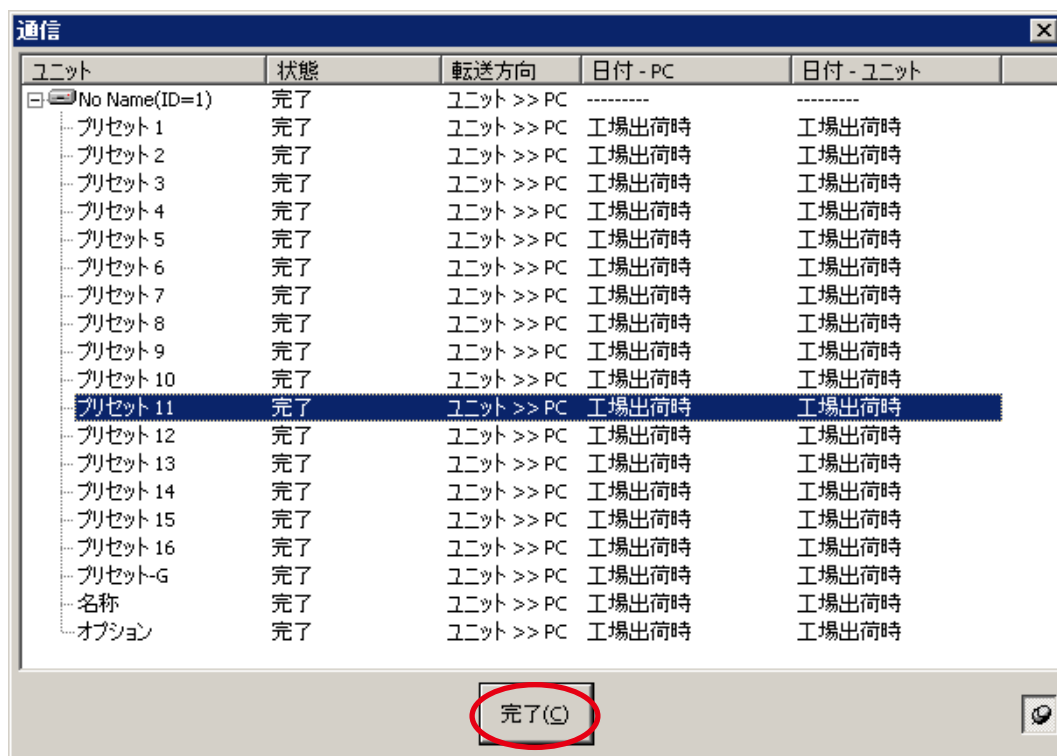 通信
ユニット 状態 転送方向 日付 - PC 日付 - ユニット
No Name(ID=1) 完了 ユニット >> PC --------- ---------
プリセット 1 完了 ユニット >> PC 工場出荷時 工場出荷時
プリセット 2 完了 ユニット >> PC 工場出荷時 工場出荷時
プリセット 3 完了 ユニット >> PC 工場出荷時 工場出荷時
プリセット 4 完了 ユニット >> PC 工場出荷時 工場出荷時
プリセット 5 完了 ユニット >> PC 工場出荷時 工場出荷時
プリセット 6 完了 ユニット >> PC 工場出荷時 工場出荷時
プリセット 7 完了 ユニット >> PC 工場出荷時 工場出荷時
プリセット 8 完了 ユニット >> PC 工場出荷時 工場出荷時
プリセット 9 完了 ユニット >> PC 工場出荷時 工場出荷時
プリセット 10 完了 ユニット >> PC 工場出荷時 工場出荷時
プリセット 11 完了 ユニット >> PC 工場出荷時 工場出荷時
プリセット 12 完了 ユニット >> PC 工場出荷時 工場出荷時
プリセット 13 完了 ユニット >> PC 工場出荷時 工場出荷時
プリセット 14 完了 ユニット >> PC 工場出荷時 工場出荷時
プリセット 15 完了 ユニット >> PC 工場出荷時 工場出荷時
プリセット 16 完了 ユニット >> PC 工場出荷時 工場出荷時
プリセット-G 完了 ユニット >> PC 工場出荷時 工場出荷時
名称 完了 ユニット >> PC 工場出荷時 工場出荷時
オプション 完了 ユニット >> PC 工場出荷時 工場出荷時
完了(C)